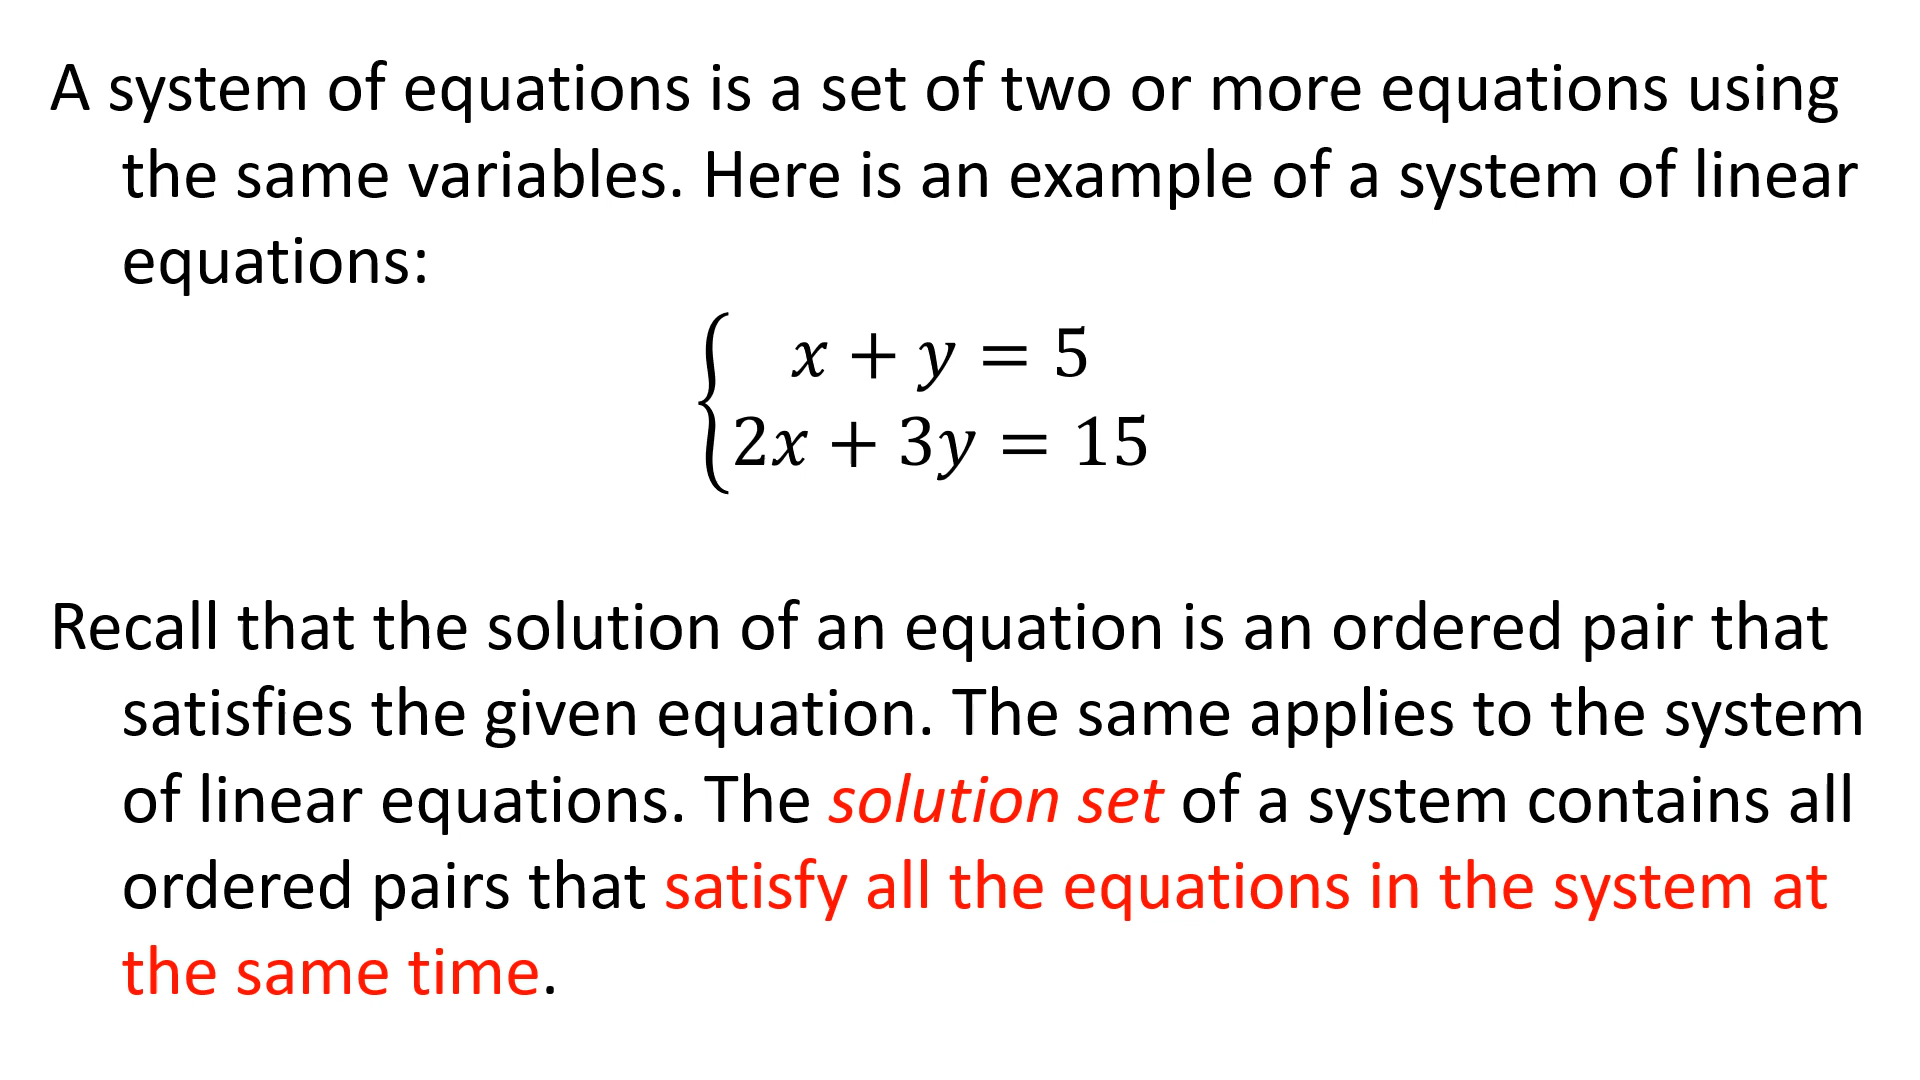 A system of equations is a set of two or more equations using
the same variables. Here is an example of a system of linear
equations:
x + y = 5
2x + 3y = 15
Recall that the solution of an equation is an ordered pair that
satisfies the given equation. The same applies to the system
of linear equations. The solution set of a system contains all
ordered pairs that satisfy all the equations in the system at
the same time.